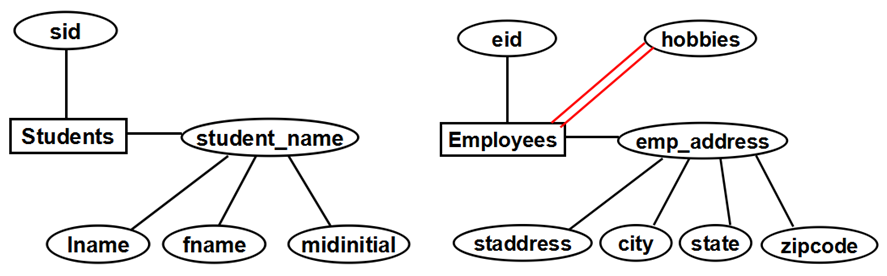 sid
Students
student_name
lname
fname
midinitial
eid
hobbies
Employees
emp_address
staddress
city
state
zipcode